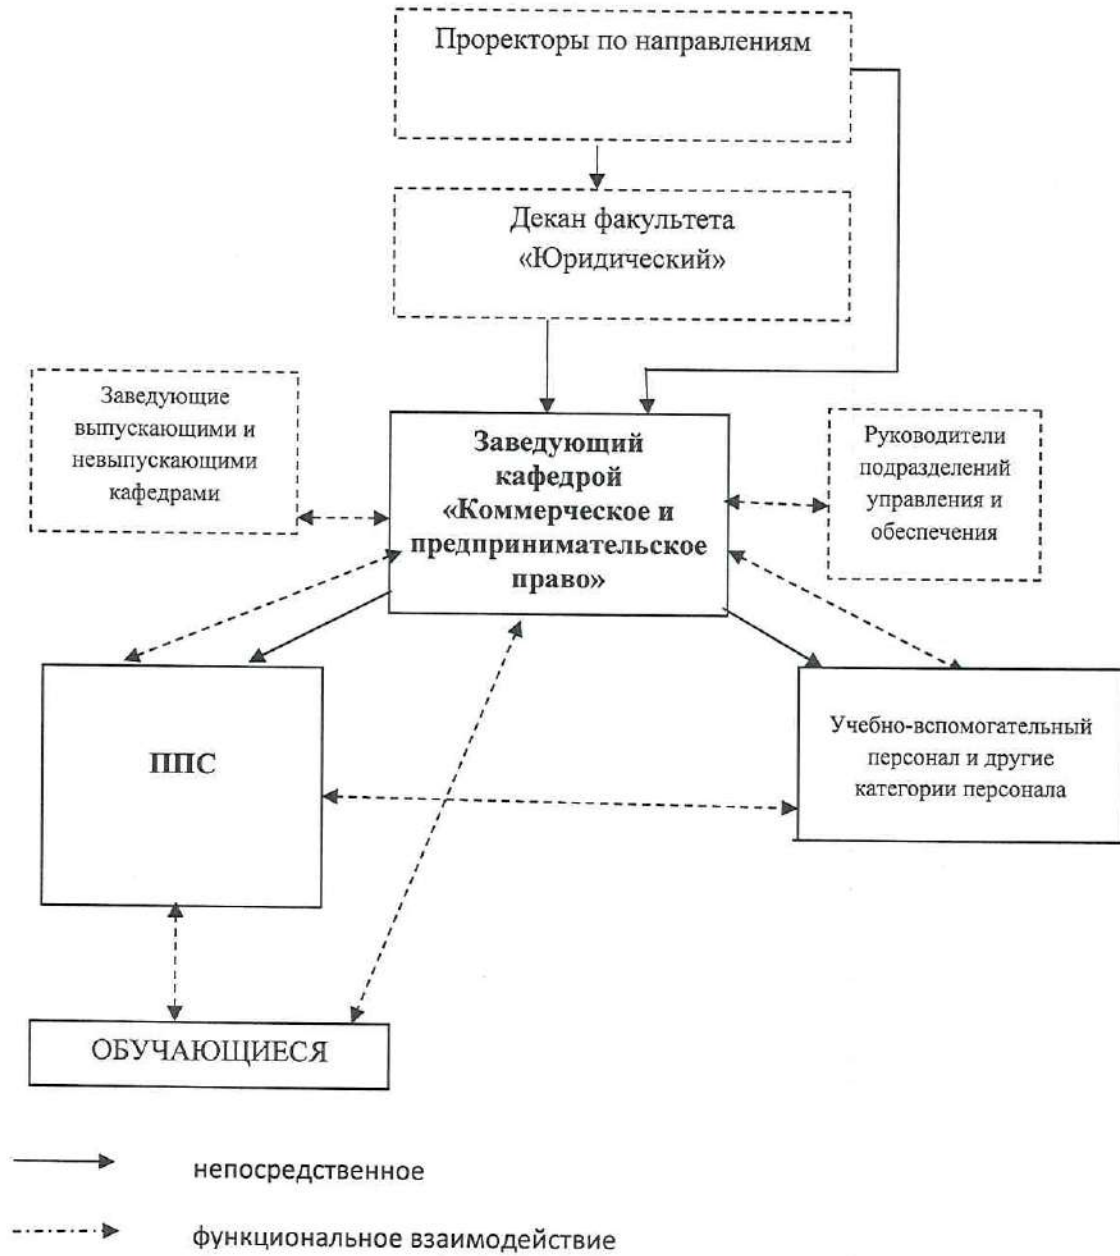 Проректоры по направлениям
Декан факультета
«Юридический»
Заведующие
выпускающими и
невыпускающими
кафедрами
Заведующий
кафедрой
«Коммерческое и
предпринимательское
право»
Руководители
подразделений
управления и
обеспечения
ППС
Учебно-вспомогательный
персонал и другие
категории персонала
ОБУЧАЮЩИЕСЯ
непосредственное
функциональное взаимодействие